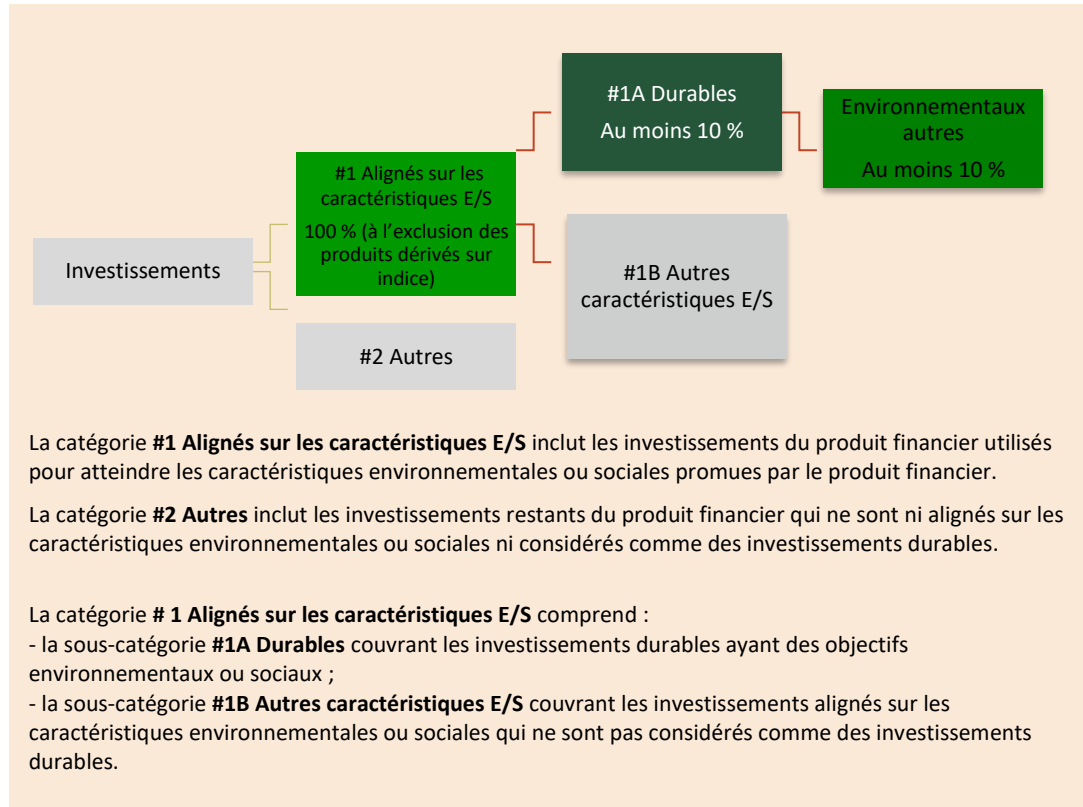 #1A Durables
Au moins 10 %
Environnementaux
autres
Au moins 10 %
#1 Alignés sur les
caractéristiques E/S
100 % (à l’exclusion des
produits dérivés sur
indice)
Investissements
#1B Autres
caractéristiques E/S
#2 Autres
La catégorie #1 Alignés sur les caractéristiques E/S inclut les investissements du produit financier utilisés
pour atteindre les caractéristiques environnementales ou sociales promues par le produit financier.
La catégorie #2 Autres inclut les investissements restants du produit financier qui ne sont ni alignés sur les
caractéristiques environnementales ou sociales ni considérés comme des investissements durables.
La catégorie # 1 Alignés sur les caractéristiques E/S comprend :
- la sous-catégorie #1A Durables couvrant les investissements durables ayant des objectifs
environnementaux ou sociaux ;
- la sous-catégorie #1B Autres caractéristiques E/S couvrant les investissements alignés sur les
caractéristiques environnementales ou sociales qui ne sont pas considérés comme des investissements
durables.